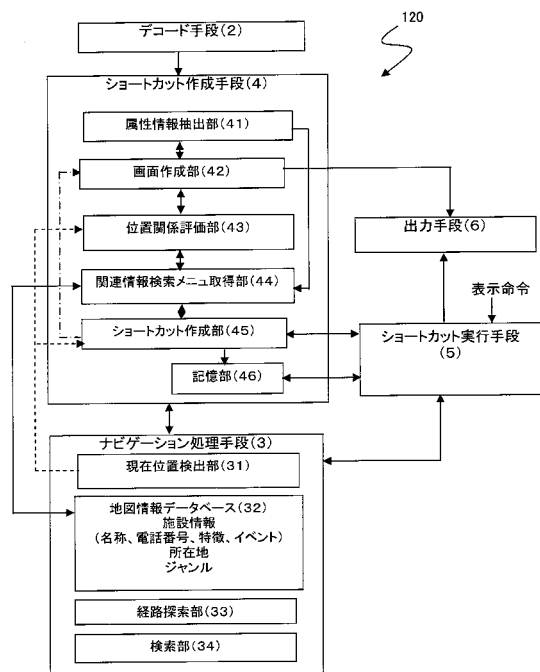 120
デコード手段(2)
ショートカット作成手段(4)
属性情報抽出部(41)
画面作成部(42)
位置関係評価部(43)
関連情報検索メニュ取得部(44)
ショートカット作成部(45)
記憶部(46)
出力手段(6)
表示命令
ショートカット実行手段
(5)
ナビゲーション処理手段(3)
現在位置検出部(31)
地図情報データベース(32)
施設情報
(名称、電話番号、特徴、イベント)
所在地
ジャンル
経路探索部(33)
検索部(34)